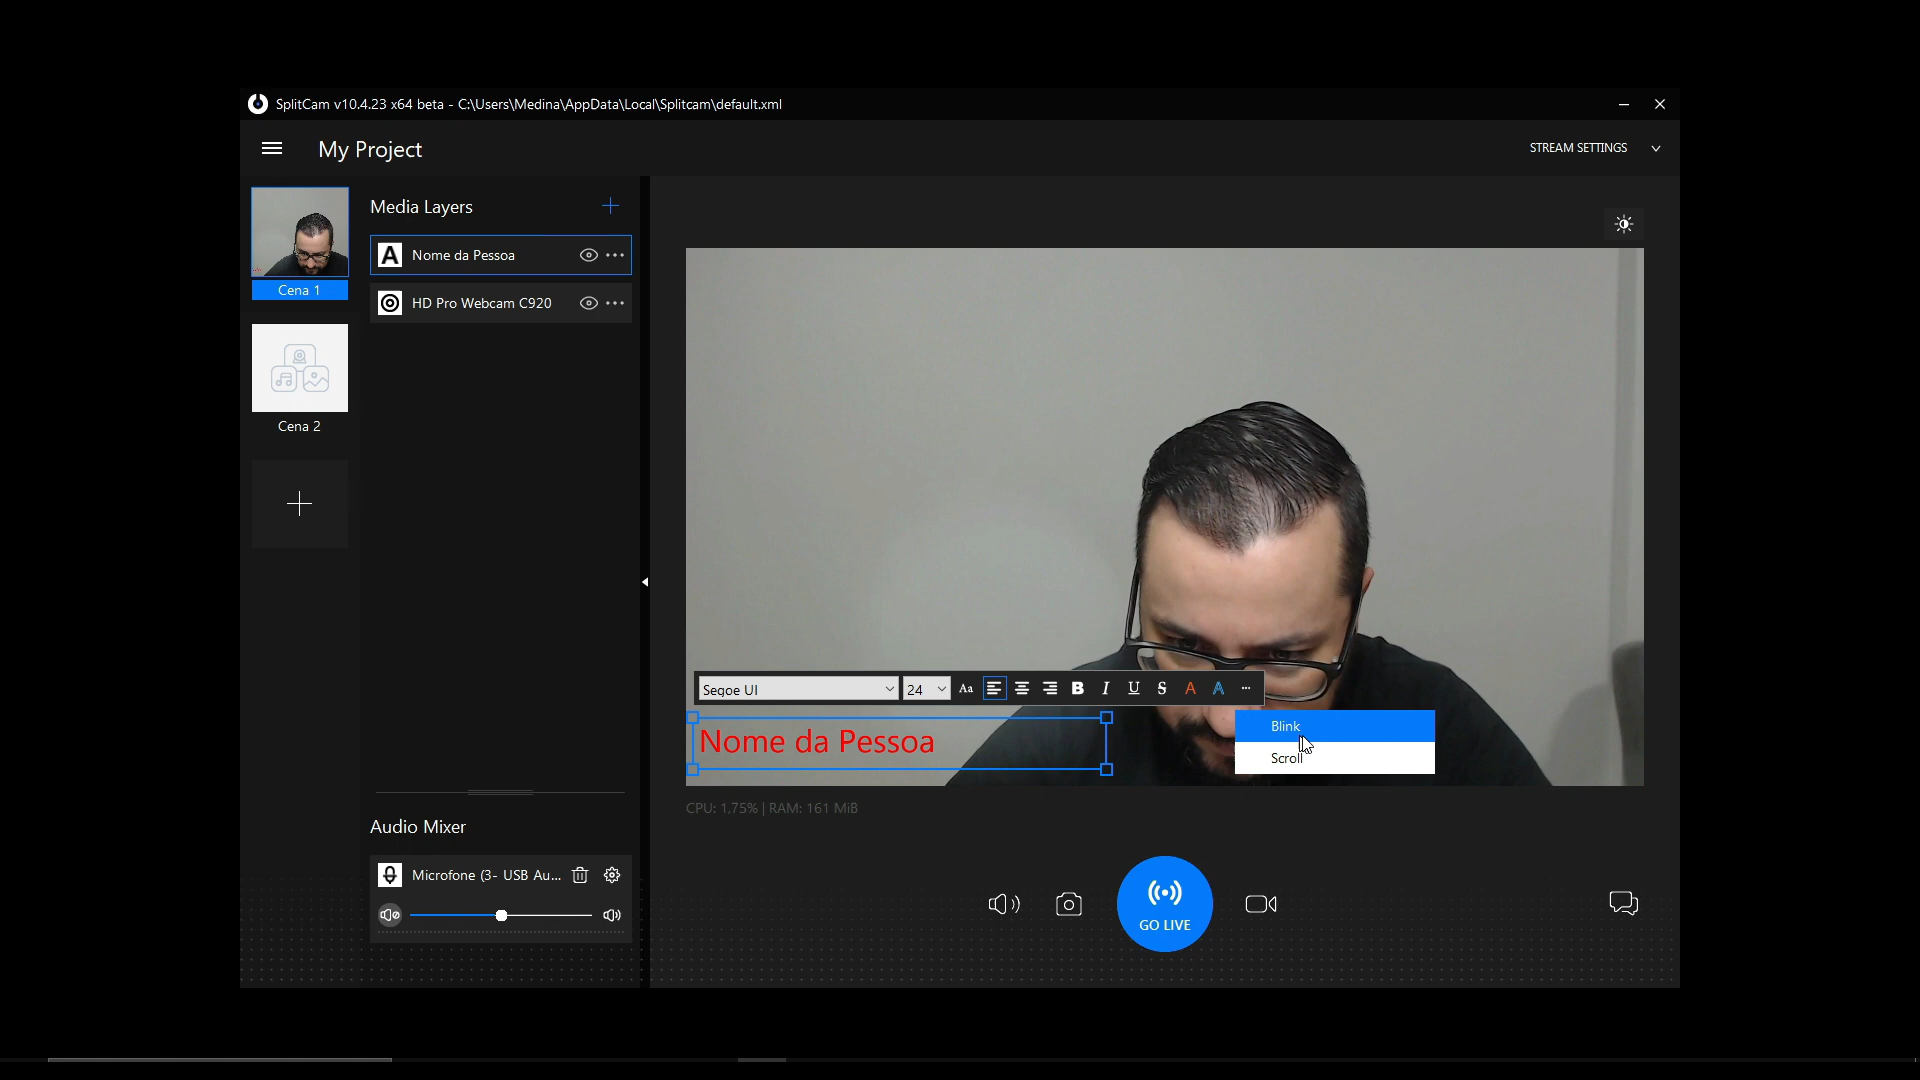 SplitCam v10.4.23 x64 beta - C:\Users\Medina\AppData\Local\Splitcam\default.xml
My Project
STREAM SETTINGS
Media Layers
A Nome da Pessoa
HD Pro Webcam C920
Cena 1
Cena 2
Segoe UI
24
Aa
B I U S A A
Nome da Pessoa
Blink
Scroll
CPU: 1,75% | RAM: 161 MiB
Audio Mixer
Microfone (3- USB Au...
GO LIVE